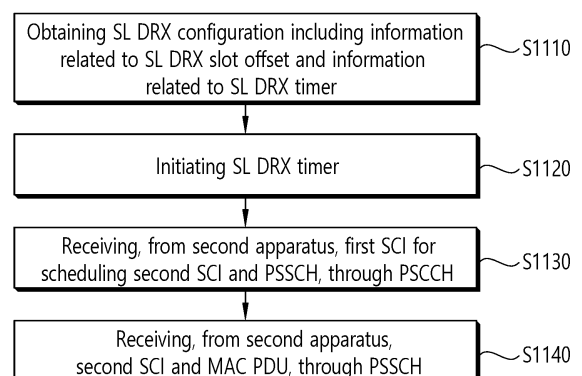 Obtaining SL DRX configuration including information
related to SL DRX slot offset and information
related to SL DRX timer
S1110
Initiating SL DRX timer
S1120
Receiving, from second apparatus, first SCI for
scheduling second SCI and PSSCH, through PSCCH
S1130
Receiving, from second apparatus,
second SCI and MAC PDU, through PSSCH
S1140